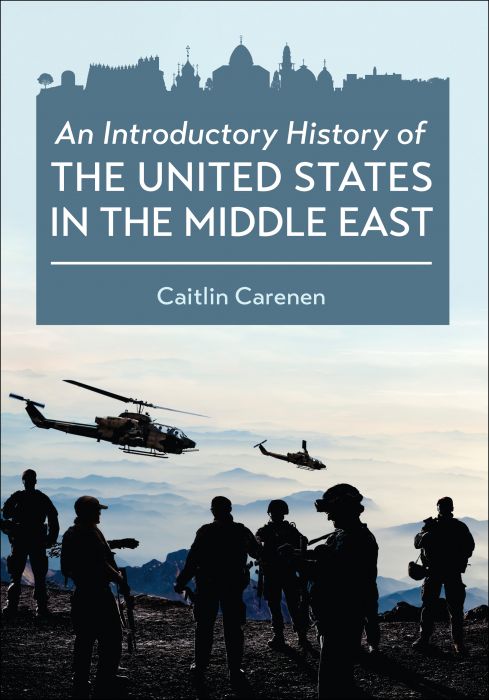 An Introductory History of
THE UNITED STATES
IN THE MIDDLE EAST
Caitlin Carenen